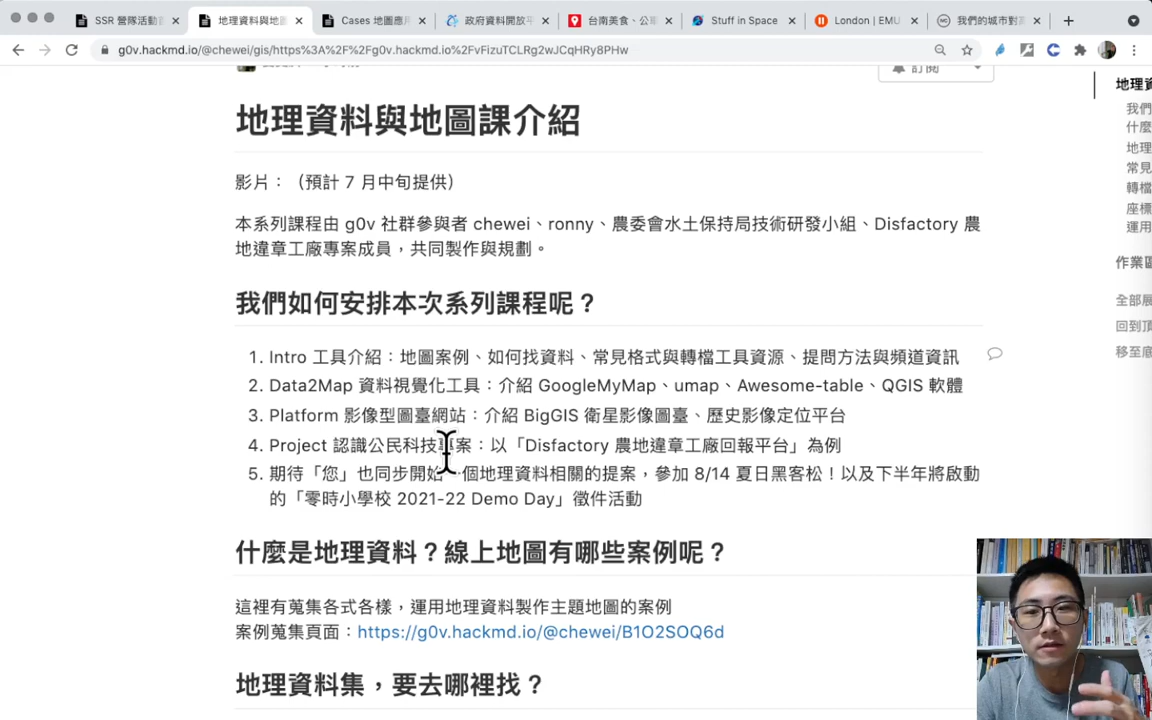 SSR 營隊活動
地理資料與地圖
Cases 地圖應用
政府資料開放平
台南美食、公車
Stuff in Space
London | EMU
我們的城市對
g0v.hackmd.io/@chewei/gis/https%3A%2F%2Fg0v.hackmd.io%2FvFizuTCLRg2wJCqHRy8PHw
訂閱
地理資料與地圖課介紹
影片：（預計 7 月中旬提供）
本系列課程由 g0v 社群參與者 chewei、ronny、農委會水土保持局技術研發小組、Disfactory 農
地違章工廠專案成員，共同製作與規劃。
我們如何安排本次系列課程呢？
1. Intro 工具介紹：地圖案例、如何找資料、常見格式與轉檔工具資源、提問方法與頻道資訊
2. Data2Map 資料視覺化工具：介紹 GoogleMyMap、umap、Awesome-table、QGIS 軟體
3. Platform 影像型圖臺網站：介紹 BigGIS 衛星影像圖臺、歷史影像定位平台
4. Project 認識公民科技專案：以「Disfactory 農地違章工廠回報平台」為例
5. 期待「您」也同步開始一個地理資料相關的提案，參加 8/14 夏日黑客松！以及下半年將啟動
的「零時小學校 2021-22 Demo Day」徵件活動
什麼是地理資料？線上地圖有哪些案例呢？
這裡有蒐集各式各樣，運用地理資料製作主題地圖的案例
案例蒐集頁面：https://g0v.hackmd.io/@chewei/B1O2SOQ6d
地理資料集，要去哪裡找？
地理資
我們
什麼
地理
常見
轉檔
座標
運用
作業區
全部展
回到頂
移至底